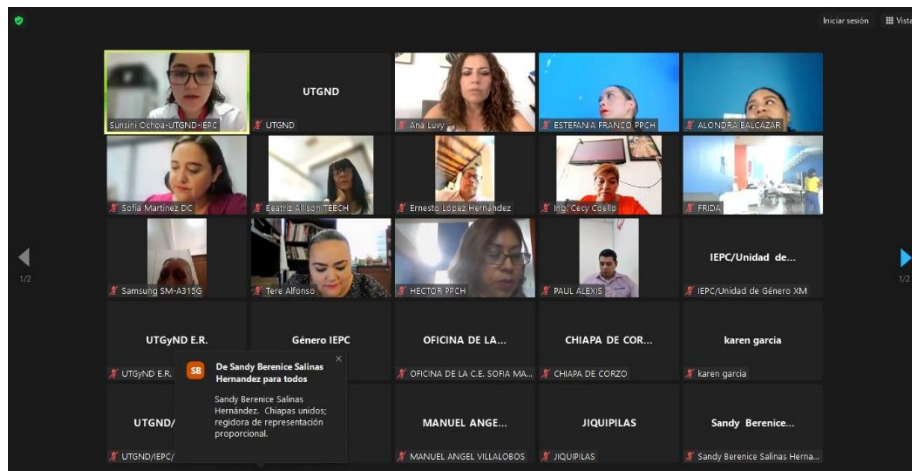 Iniciar sesión
Vista
Sunsini Ochoa-UTGND-IEPC
UTGND
UTGND
Ana Luvy
ESTEFANIA FRANCO PPCH
ALONDRA BALCÁZAR
Sofia Martinez DC
Beatriz Allison TEECH
Ernesto López Hernández
Ing. Cecy Coello
FRIDA
1/2
1/2
Samsung SM-A315G
Tere Alfonso
HECTOR PPCH
PAUL ALEXIS
IEPC/Unidad de...
IEPC/Unidad de Género XM
UTGyND E.R.
UTGyND E.R.
Género IEPC
OFICINA DE LA...
OFICINA DE LA C.E. SOFIA MA...
CHIAPA DE COR...
CHIAPA DE CORZO
karen garcia
karen garcia
SB
De Sandy Berenice Salinas
Hernandez para todos
Sandy Berenice Salinas
Hernández. Chiapas unidos;
regidora de representación
proporcional.
UTGND/
UTGND/IEPC/
MANUEL ANGE...
MANUEL ANGEL VILLALOBOS
JIQUIPILAS
JIQUIPILAS
Sandy Berenice...
Sandy Berenice Salinas Herna...